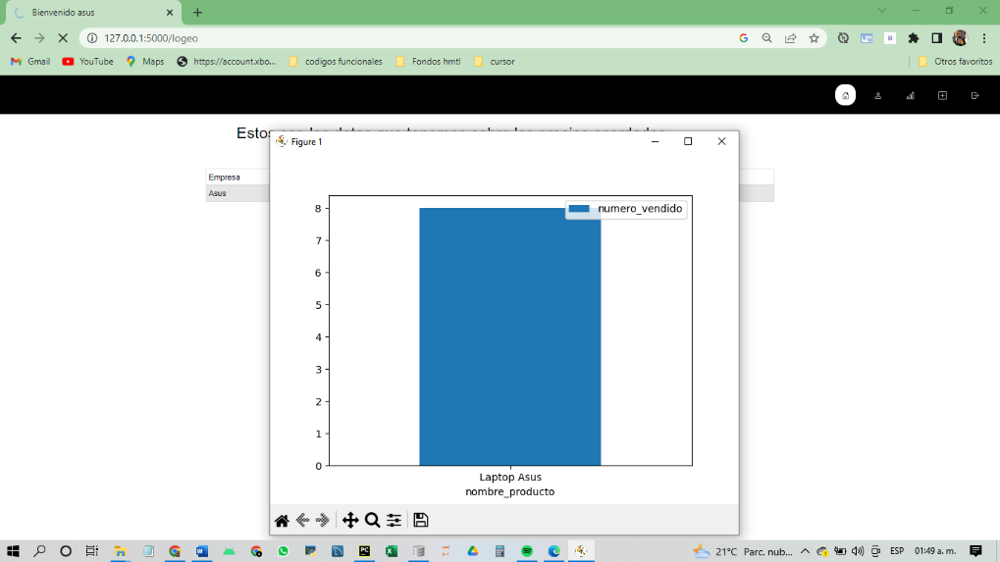 Bienvenido asus
127.0.0.1:5000/logeo
Gmail
YouTube
Maps
https://account.xbo...
codigos funcionales
Fondos hmtl
cursor
Otros favoritos
Figure 1
Empresa
Asus
numero_vendido
8
7
6
5
4
3
2
1
0
Laptop Asus
nombre_producto
21°C Parc. nub...
ESP
01:49 a. m.